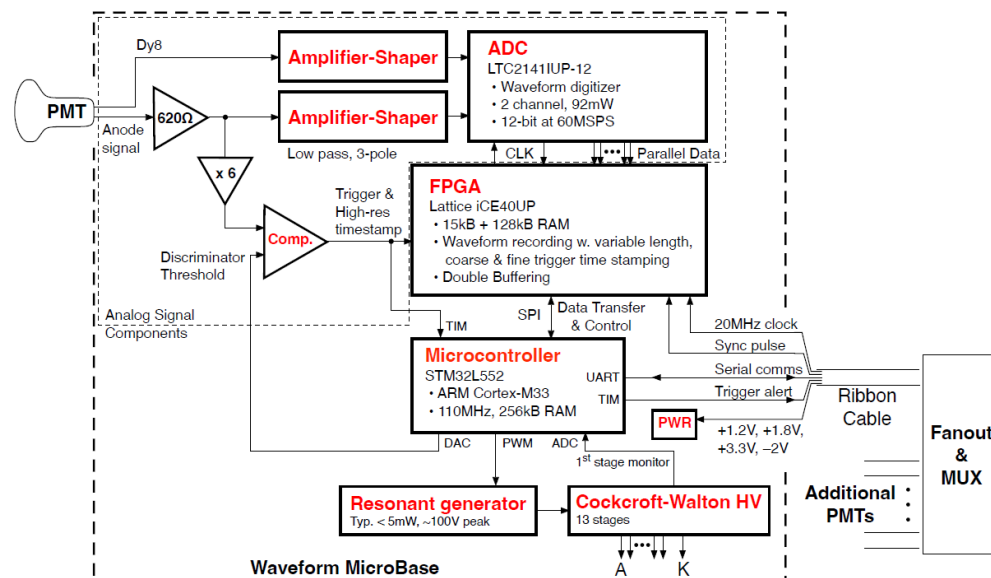 Dy8
PMT
Anode
signal
620Ω
Amplifier-Shaper
Amplifier-Shaper
Low pass, 3-pole
ADC
LTC2141IUP-12
• Waveform digitizer
• 2 channel, 92mW
• 12-bit at 60MSPS
CLK
Parallel Data
x 6
Trigger &
High-res
timestamp
Comp.
Discriminator
Threshold
FPGA
Lattice iCE40UP
• 15kB + 128kB RAM
• Waveform recording w. variable length,
coarse & fine trigger time stamping
• Double Buffering
Analog Signal
Components
TIM
SPI
Data Transfer
& Control
Microcontroller
STM32L552
• ARM Cortex-M33
• 110MHz, 256kB RAM
UART
TIM
DAC
PWM
ADC
20MHz clock
Sync pulse
Serial comms
Trigger alert
PWR
+1.2V, +1.8V,
+3.3V, –2V
Ribbon
Cable
Fanout
&
MUX
Additional
PMTs
1st stage monitor
Resonant generator
Typ. < 5mW, ~100V peak
Cockcroft-Walton HV
13 stages
A
K
Waveform MicroBase